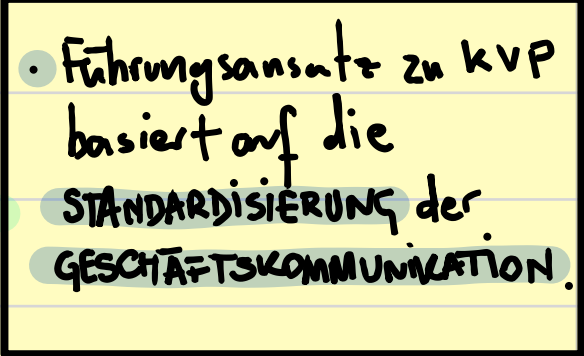 • Führungsansatz zu KVP
basiert auf die
STANDARDISIERUNG der
GESCHÄFTSKOMMUNIKATION.